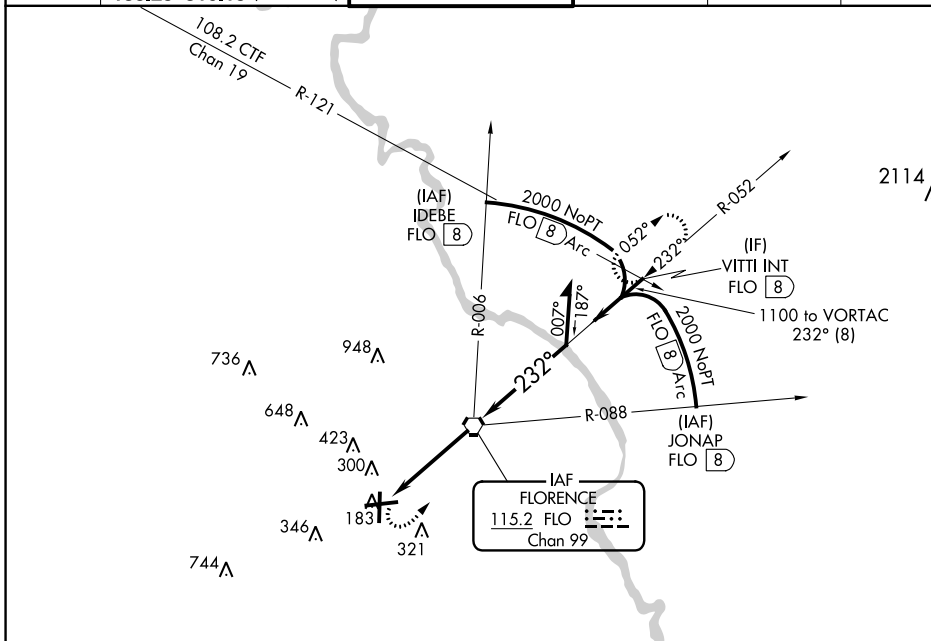 108.2 CTF
Chan 19
R-121
(IAF)
IDEBE
FLO 8
2000 NoPT
FLO 8 Arc
052°
232°
R-052
2114
(IF)
VITTI INT
FLO 8
1100 to VORTAC
232° (8)
007°
187°
2000 NoPT
FLO 8 Arc
R-006
232°
736
948
648
423
300
183
346
321
744
R-088
(IAF)
JONAP
FLO 8
IAF
FLORENCE
115.2 FLO
Chan 99